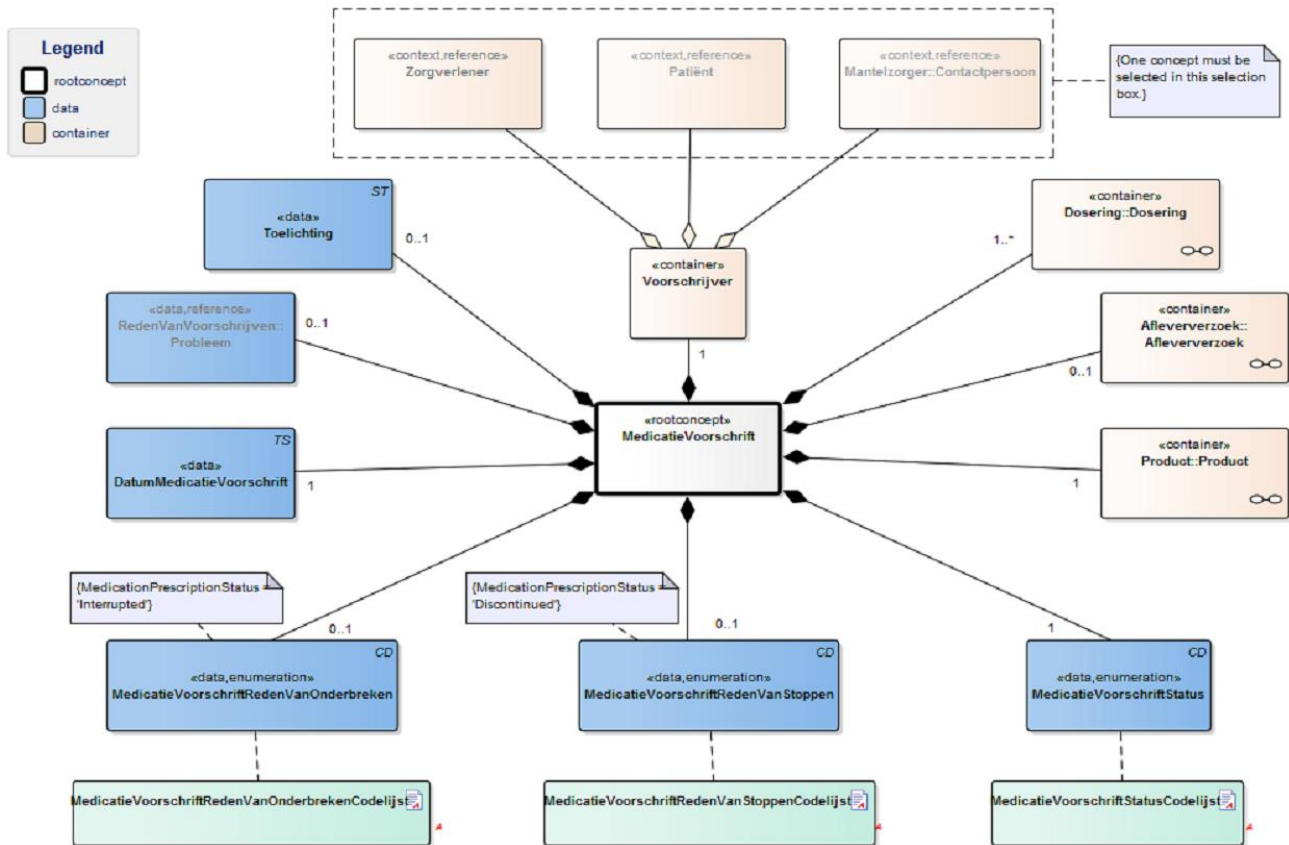 Legend
rootconcept
data
container
«context,reference»
Zorgverlener
«context,reference»
Patiënt
«context,reference»
Mantelzorger::Contactpersoon
{One concept must be
selected in this selection
box.}
ST
«data»
Toelichting
0..1
«container»
Voorschrijver
1
«container»
Dosering::Dosering
1..*
«data,reference»
RedenVanVoorschrijven::
Probleem
0..1
«container»
Afleververzoek::
Afleververzoek
0..1
«rootconcept»
MedicatieVoorschrift
TS
«data»
DatumMedicatieVoorschrift
1
«container»
Product::Product
1
{MedicationPrescriptionStatus =
'Interrupted'}
{MedicationPrescriptionStatus =
'Discontinued'}
0..1
0..1
1
CD
«data,enumeration»
MedicatieVoorschriftRedenVanOnderbreken
CD
«data,enumeration»
MedicatieVoorschriftRedenVanStoppen
CD
«data,enumeration»
MedicatieVoorschriftStatus
MedicatieVoorschriftRedenVanOnderbrekenCodelijst
MedicatieVoorschriftRedenVanStoppenCodelijst
MedicatieVoorschriftStatusCodelijst